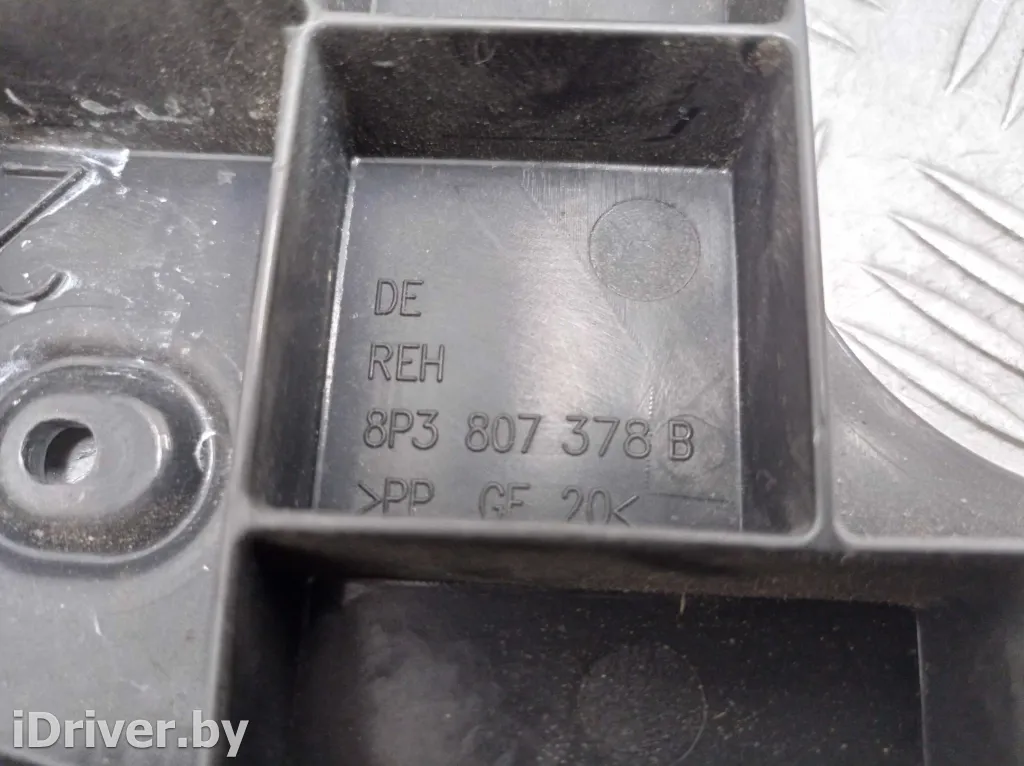 DE
REH
8P3 807 378 B
>PP GF 20<
iDriver.by